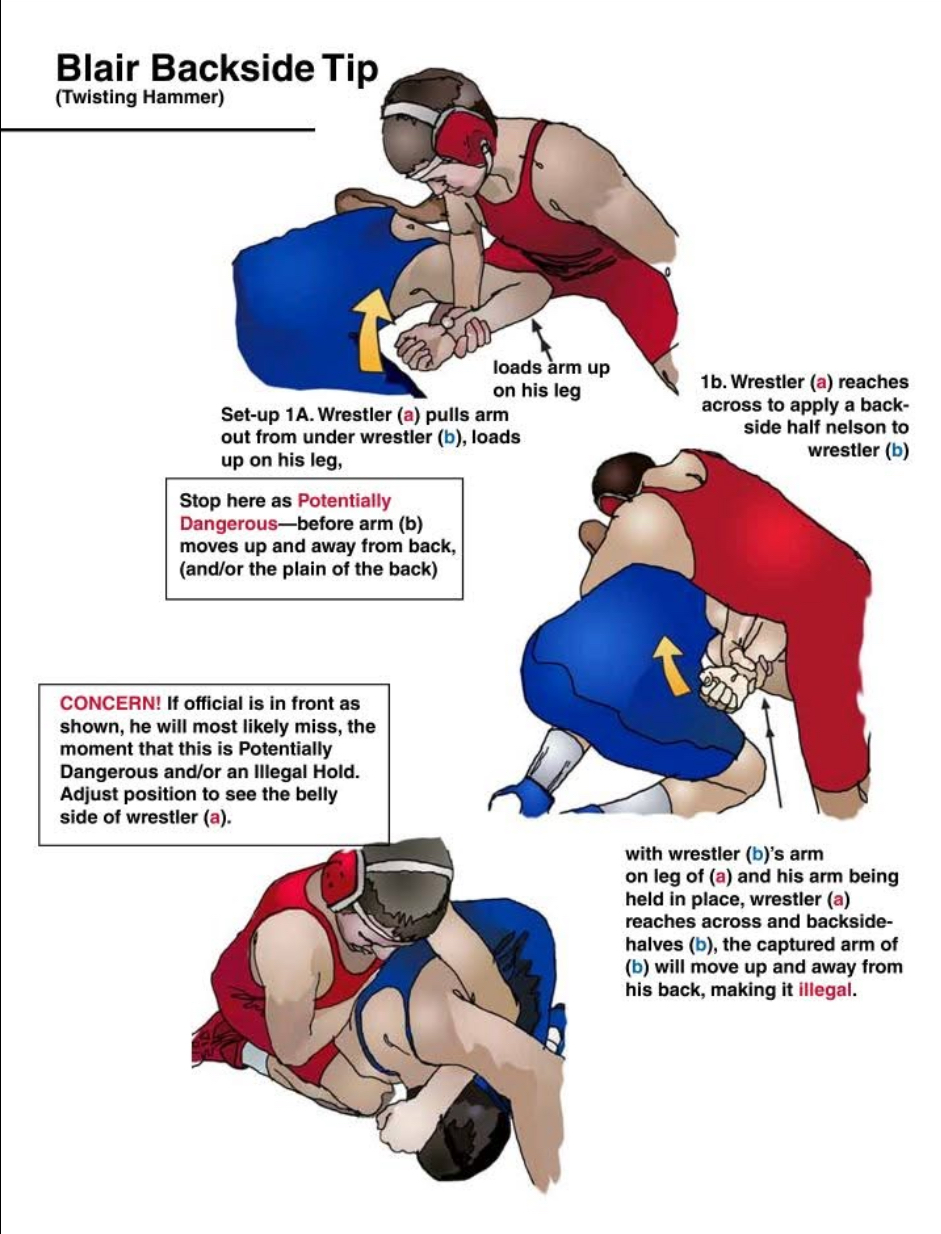 Blair Backside Tip
(Twisting Hammer)
loads arm up
on his leg
Set-up 1A. Wrestler (a) pulls arm
out from under wrestler (b), loads
up on his leg,
Stop here as Potentially
Dangerous—before arm (b)
moves up and away from back,
(and/or the plain of the back)
1b. Wrestler (a) reaches
across to apply a back-
side half nelson to
wrestler (b)
CONCERN! If official is in front as
shown, he will most likely miss, the
moment that this is Potentially
Dangerous and/or an Illegal Hold.
Adjust position to see the belly
side of wrestler (a).
with wrestler (b)’s arm
on leg of (a) and his arm being
held in place, wrestler (a)
reaches across and backside-
halves (b), the captured arm of
(b) will move up and away from
his back, making it illegal.